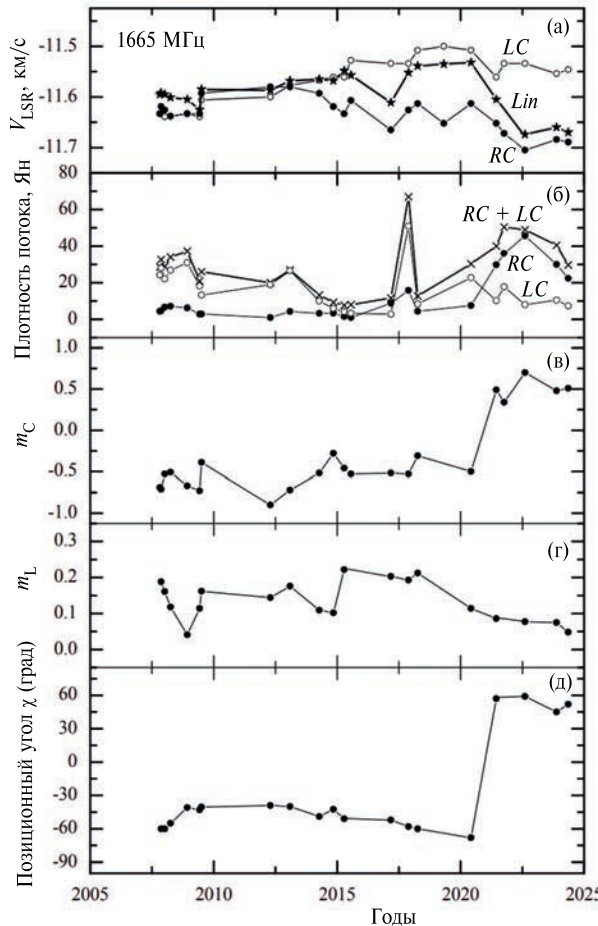 1665 МГц
(а)
V_LSR, км/с
-11.5
-11.6
-11.7
LC
Lin
RC
(б)
Плотность потока, Ян
80
60
40
20
0
RC + LC
RC
LC
(в)
m_C
1.0
0.5
0.0
-0.5
-1.0
(г)
m_L
0.3
0.2
0.1
0.0
(д)
Позиционный угол χ (град)
60
30
0
-30
-60
-90
2005 2010 2015 2020 2025
Годы